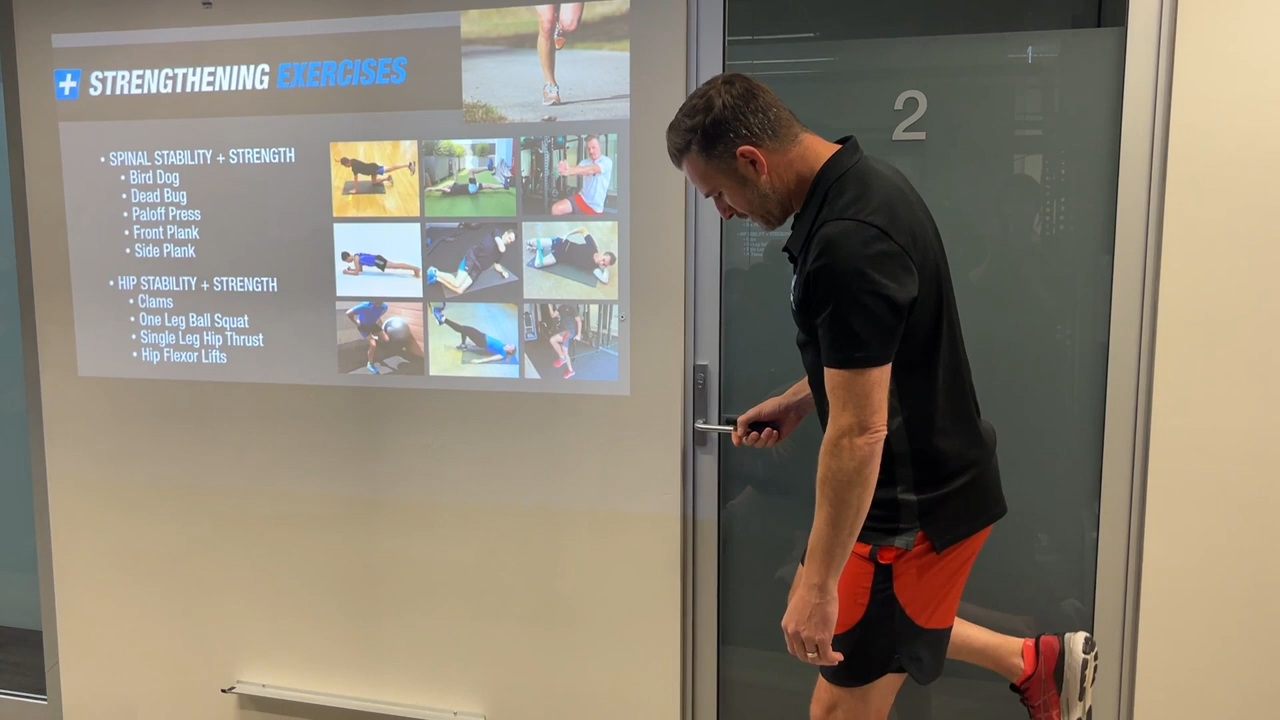 STRENGTHENING EXERCISES
• SPINAL STABILITY + STRENGTH
• Bird Dog
• Dead Bug
• Paloff Press
• Front Plank
• Side Plank
• HIP STABILITY + STRENGTH
• Clams
• One Leg Ball Squat
• Single Leg Hip Thrust
• Hip Flexor Lifts
2